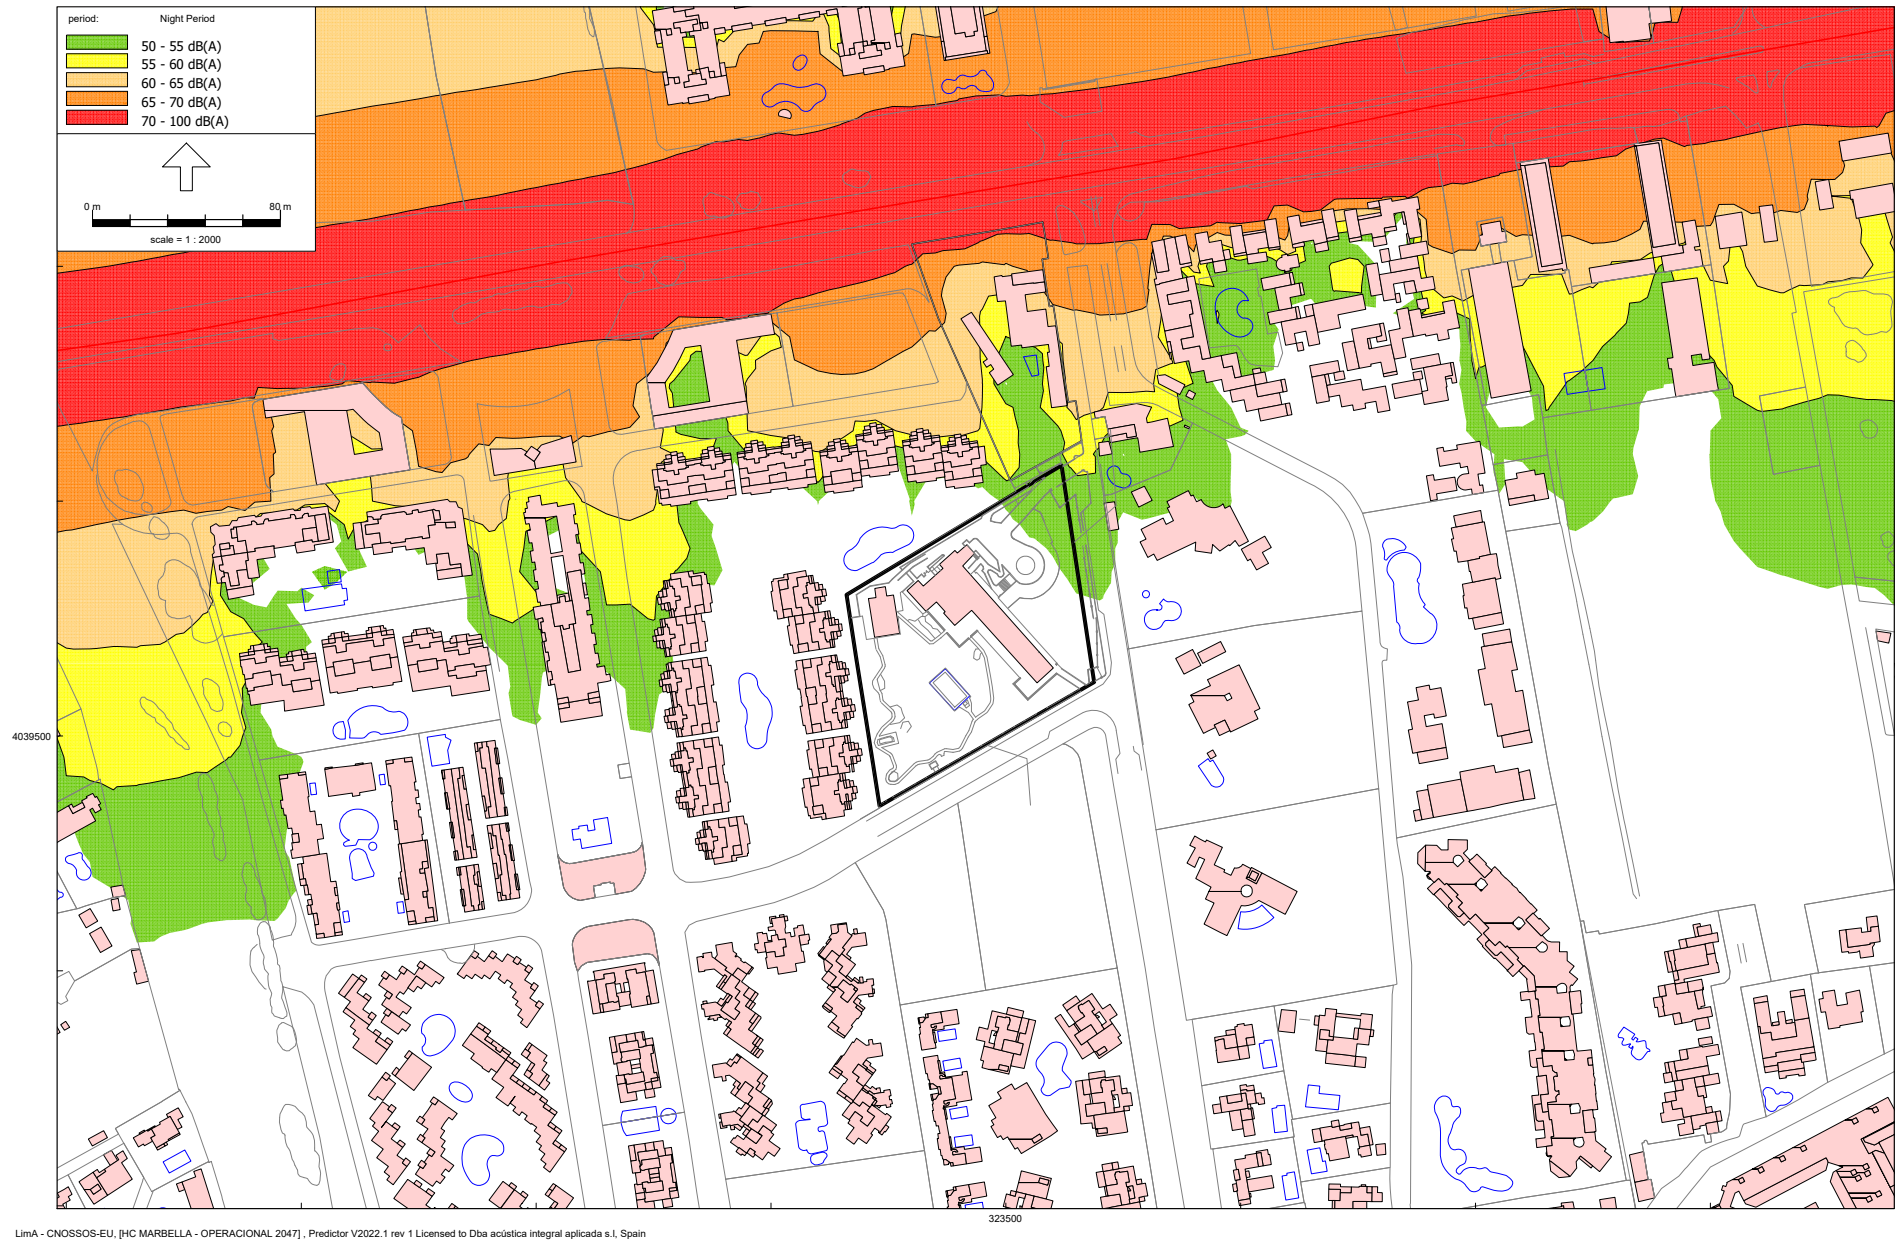 period: Night Period
50 - 55 dB(A)
55 - 60 dB(A)
60 - 65 dB(A)
65 - 70 dB(A)
70 - 100 dB(A)
0 m 80 m
scale = 1 : 2000
4039500
323500
LimA - CNOSSOS-EU, [HC MARBELLA - OPERACIONAL 2047] , Predictor V2022.1 rev 1 Licensed to Dba acústica integral aplicada s.l, Spain